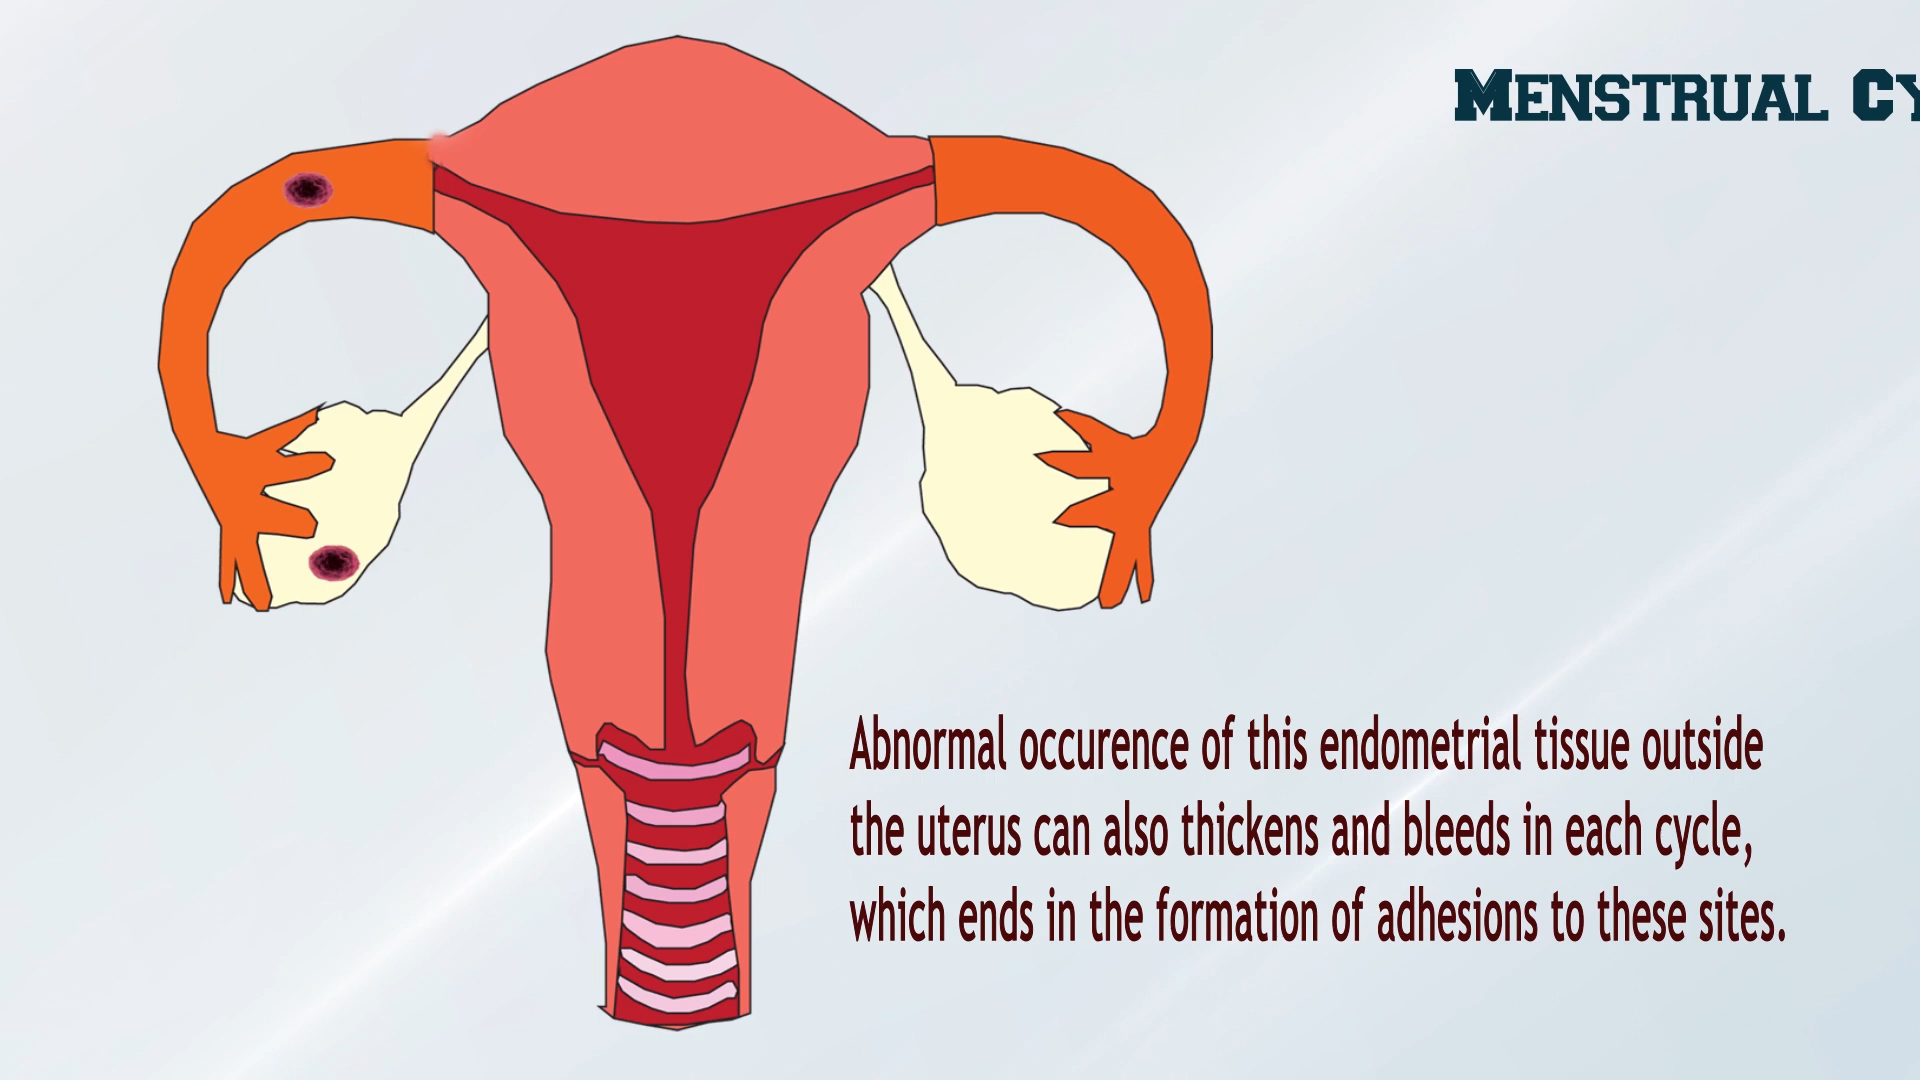 MENSTRUAL CY
Abnormal occurence of this endometrial tissue outside
the uterus can also thickens and bleeds in each cycle,
which ends in the formation of adhesions to these sites.